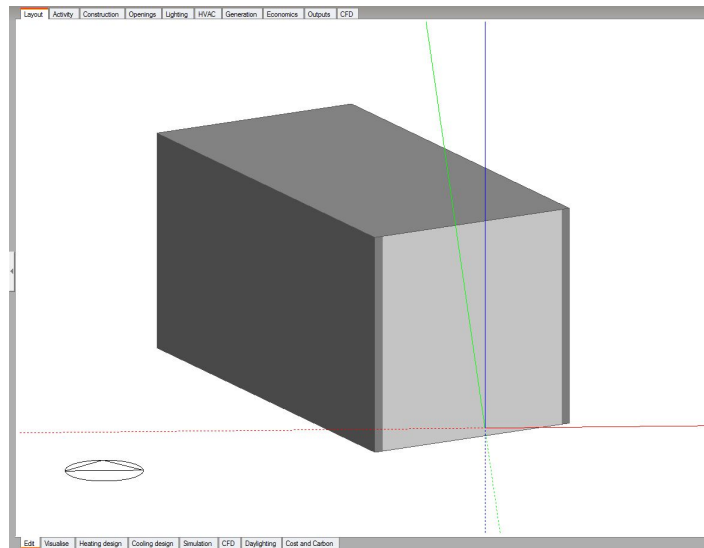 Layout Activity Construction Openings Lighting HVAC Generation Economics Outputs CFD
Edit Visualise Heating design Cooling design Simulation CFD Daylighting Cost and Carbon